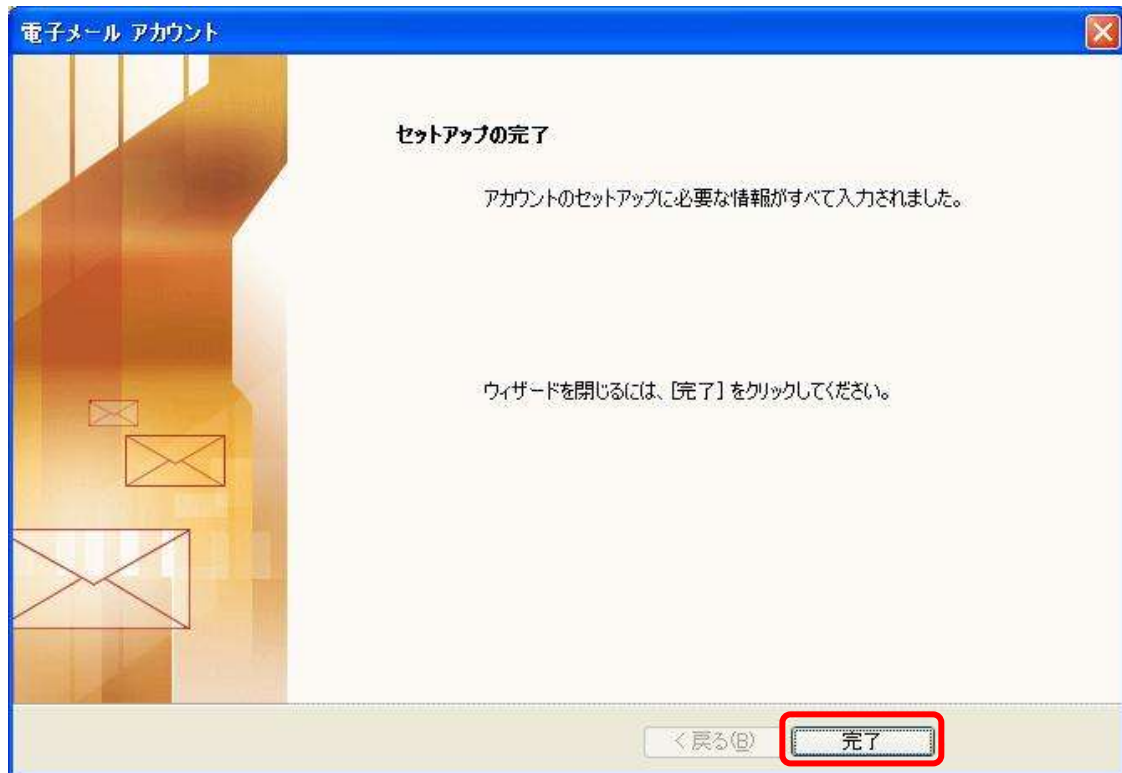 電子メール アカウント
セットアップの完了
アカウントのセットアップに必要な情報がすべて入力されました。
ウィザードを閉じるには、[完了] をクリックしてください。
< 戻る(B)
完了